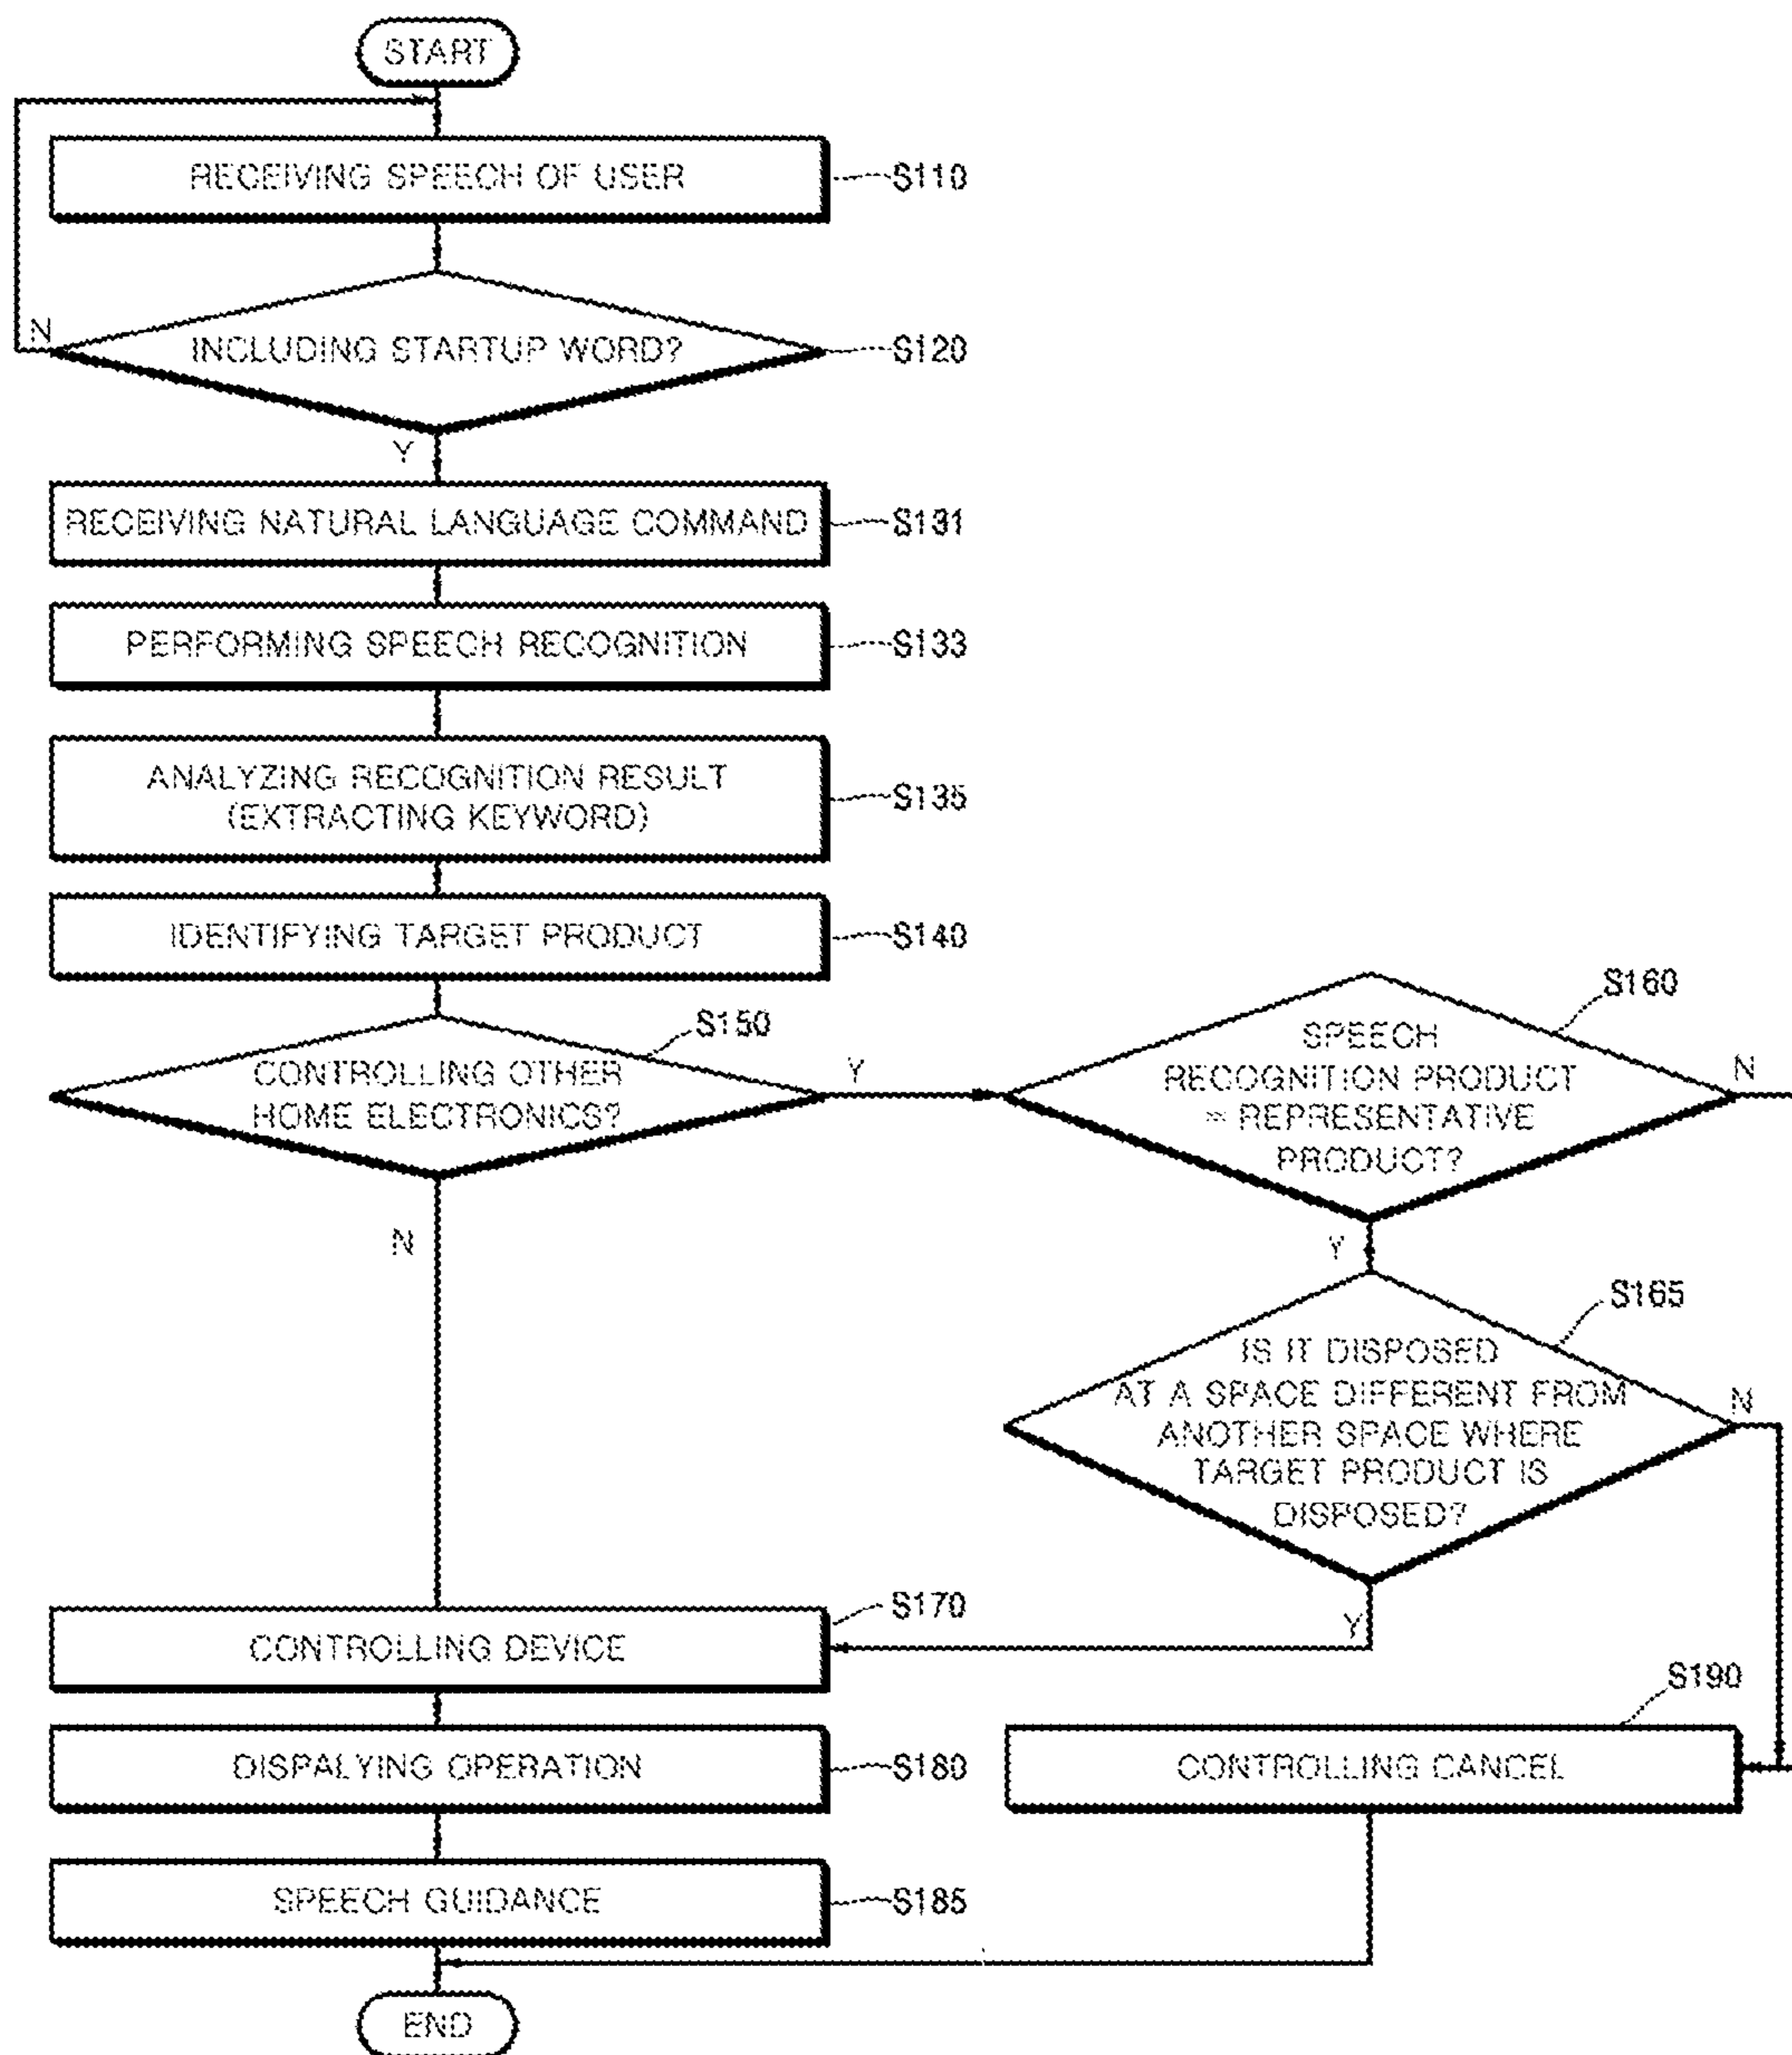 START
RECEIVING SPEECH OF USER
S110
INCLUDING STARTUP WORD?
S120
N
Y
RECEIVING NATURAL LANGUAGE COMMAND
S131
PERFORMING SPEECH RECOGNITION
S133
ANALYZING RECOGNITION RESULT
(EXTRACTING KEYWORD)
S135
IDENTIFYING TARGET PRODUCT
S140
S150
CONTROLLING OTHER
HOME ELECTRONICS?
Y
N
S160
SPEECH
RECOGNITION PRODUCT
= REPRESENTATIVE
PRODUCT?
N
Y
S165
IS IT DISPOSED
AT A SPACE DIFFERENT FROM
ANOTHER SPACE WHERE
TARGET PRODUCT IS
DISPOSED?
N
Y
S170
CONTROLLING DEVICE
DISPALYING OPERATION
S180
S190
CONTROLLING CANCEL
SPEECH GUIDANCE
S185
END